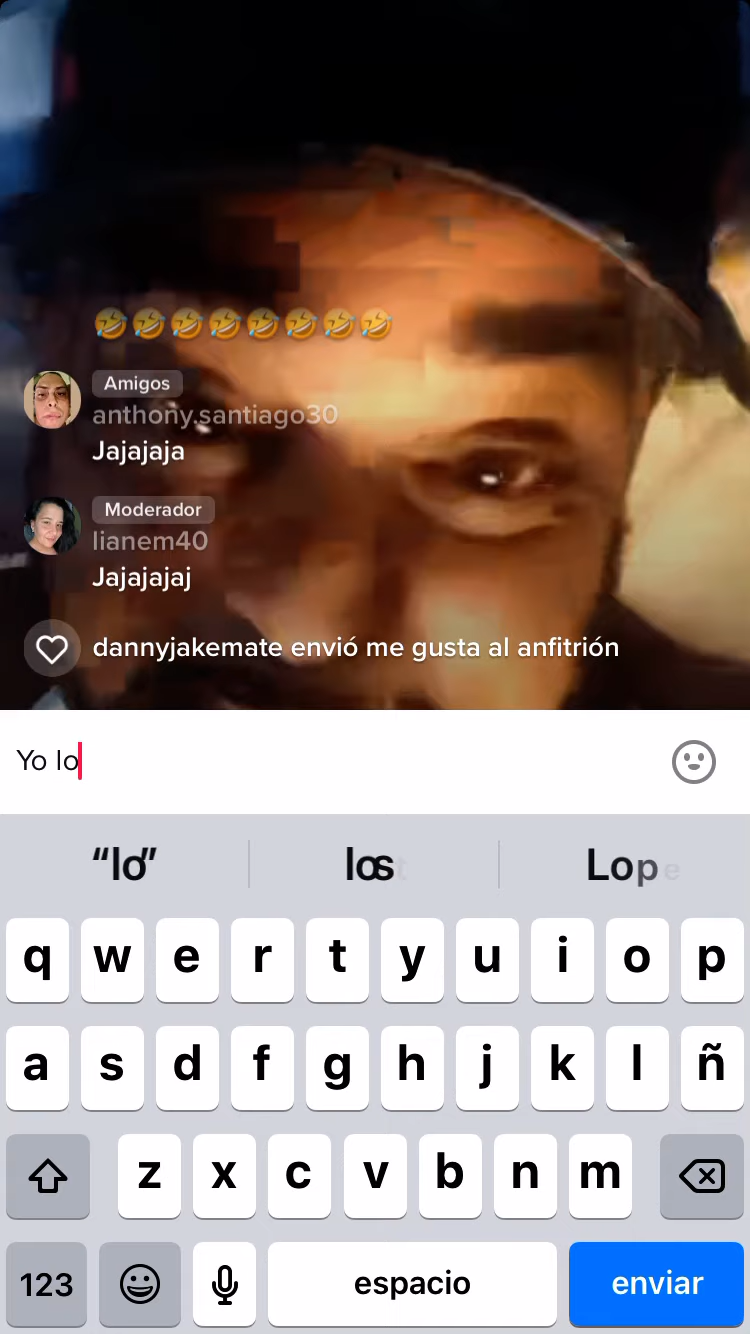 🤣🤣🤣🤣🤣🤣🤣🤣
Amigos
anthony.santiago30
Jajajaja
Moderador
lianem40
Jajajajaj
dannyjakemate envió me gusta al anfitrión
Yo lo
“lo” los Lope
q w e r t y u i o p
a s d f g h j k l ñ
z x c v b n m
123 espacio enviar